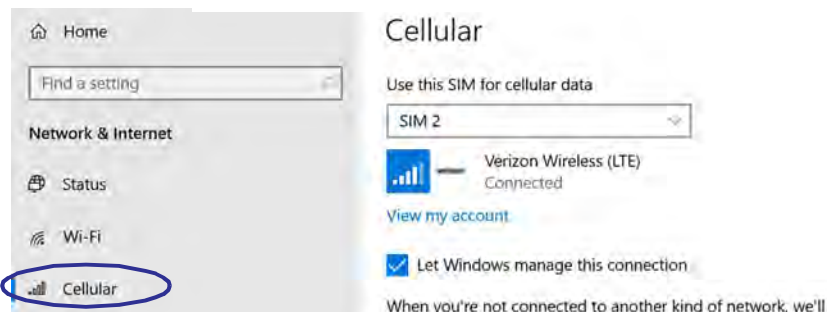 Home
Find a setting
Network & Internet
Status
Wi-Fi
Cellular
Cellular
Use this SIM for cellular data
SIM 2
Verizon Wireless (LTE)
Connected
View my account
Let Windows manage this connection
When you're not connected to another kind of network, we'll